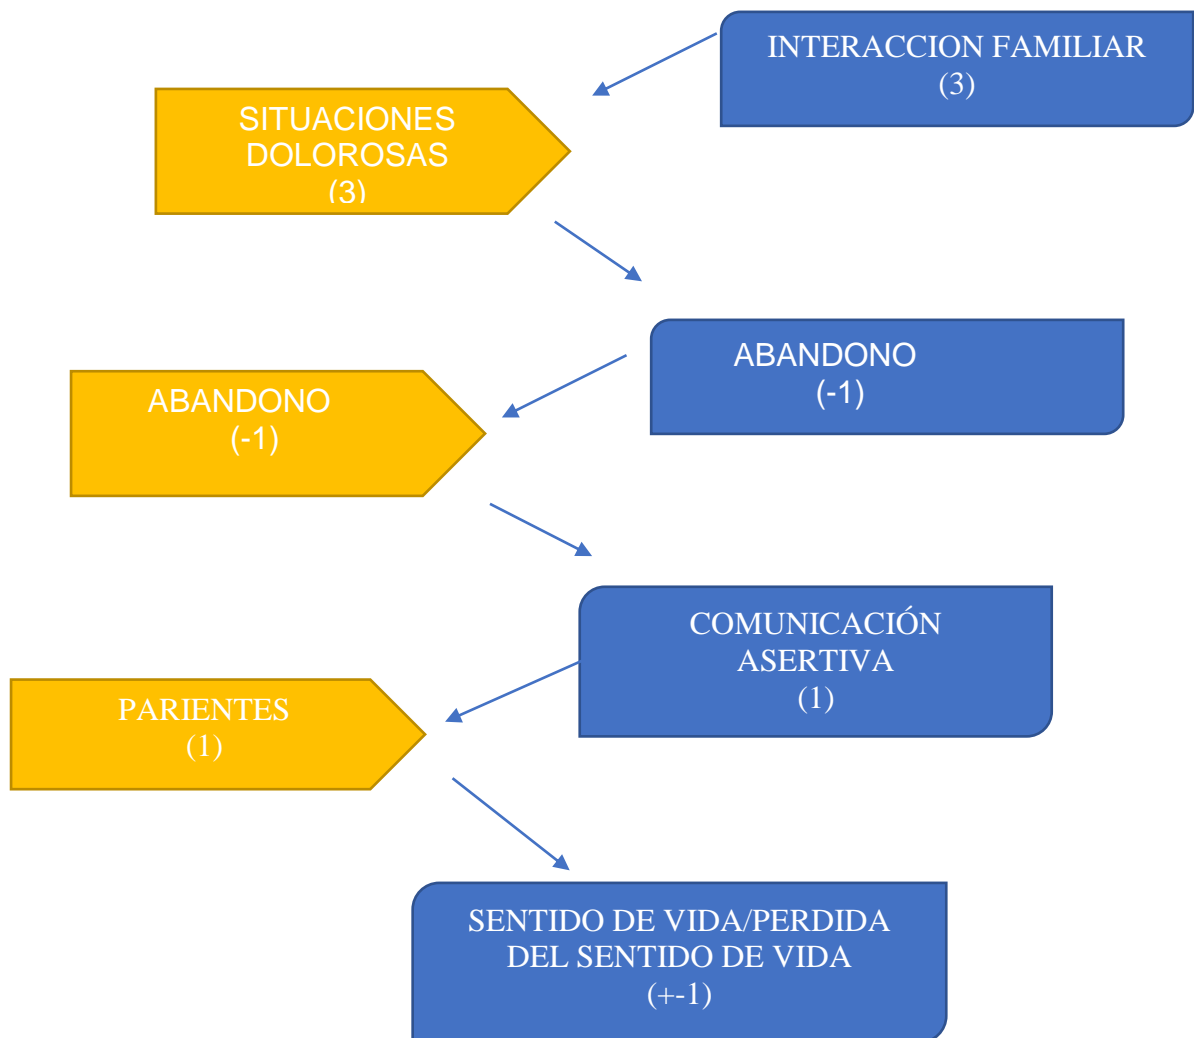 INTERACCION FAMILIAR
(3)
SITUACIONES
DOLOROSAS
(3)
ABANDONO
(-1)
ABANDONO
(-1)
COMUNICACIÓN
ASERTIVA
(1)
PARIENTES
(1)
SENTIDO DE VIDA/PERDIDA
DEL SENTIDO DE VIDA
(+-1)